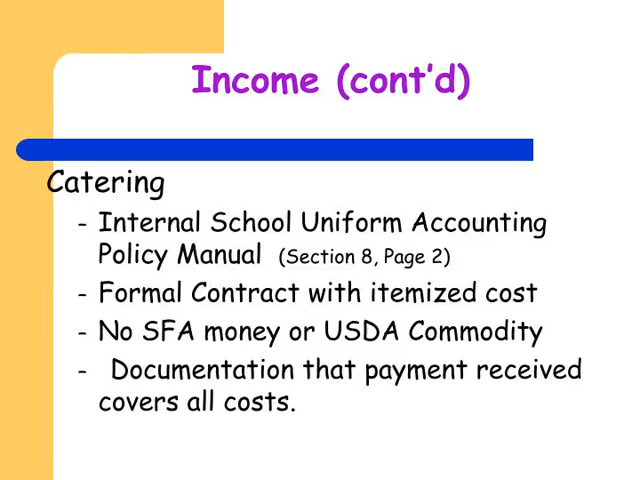 Income (cont'd)
Catering
- Internal School Uniform Accounting
Policy Manual (Section 8, Page 2)
- Formal Contract with itemized cost
- No SFA money or USDA Commodity
- Documentation that payment received
covers all costs.